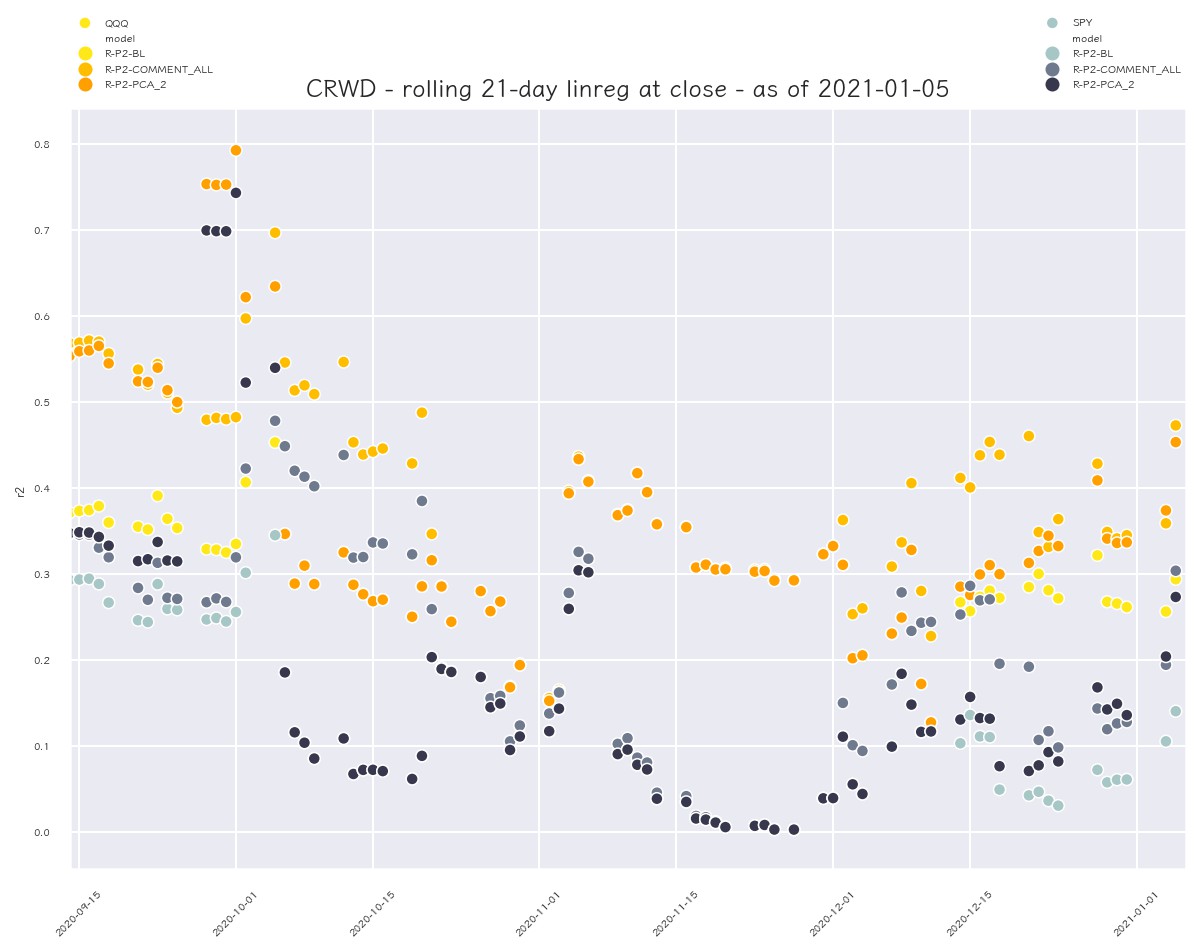 QQQ
model
R-P2-BL
R-P2-COMMENT_ALL
R-P2-PCA_2
SPY
model
R-P2-BL
R-P2-COMMENT_ALL
R-P2-PCA_2
CRWD - rolling 21-day linreg at close - as of 2021-01-05
r2
0.8
0.7
0.6
0.5
0.4
0.3
0.2
0.1
0.0
2020-09-15
2020-10-01
2020-10-15
2020-11-01
2020-11-15
2020-12-01
2020-12-15
2021-01-01